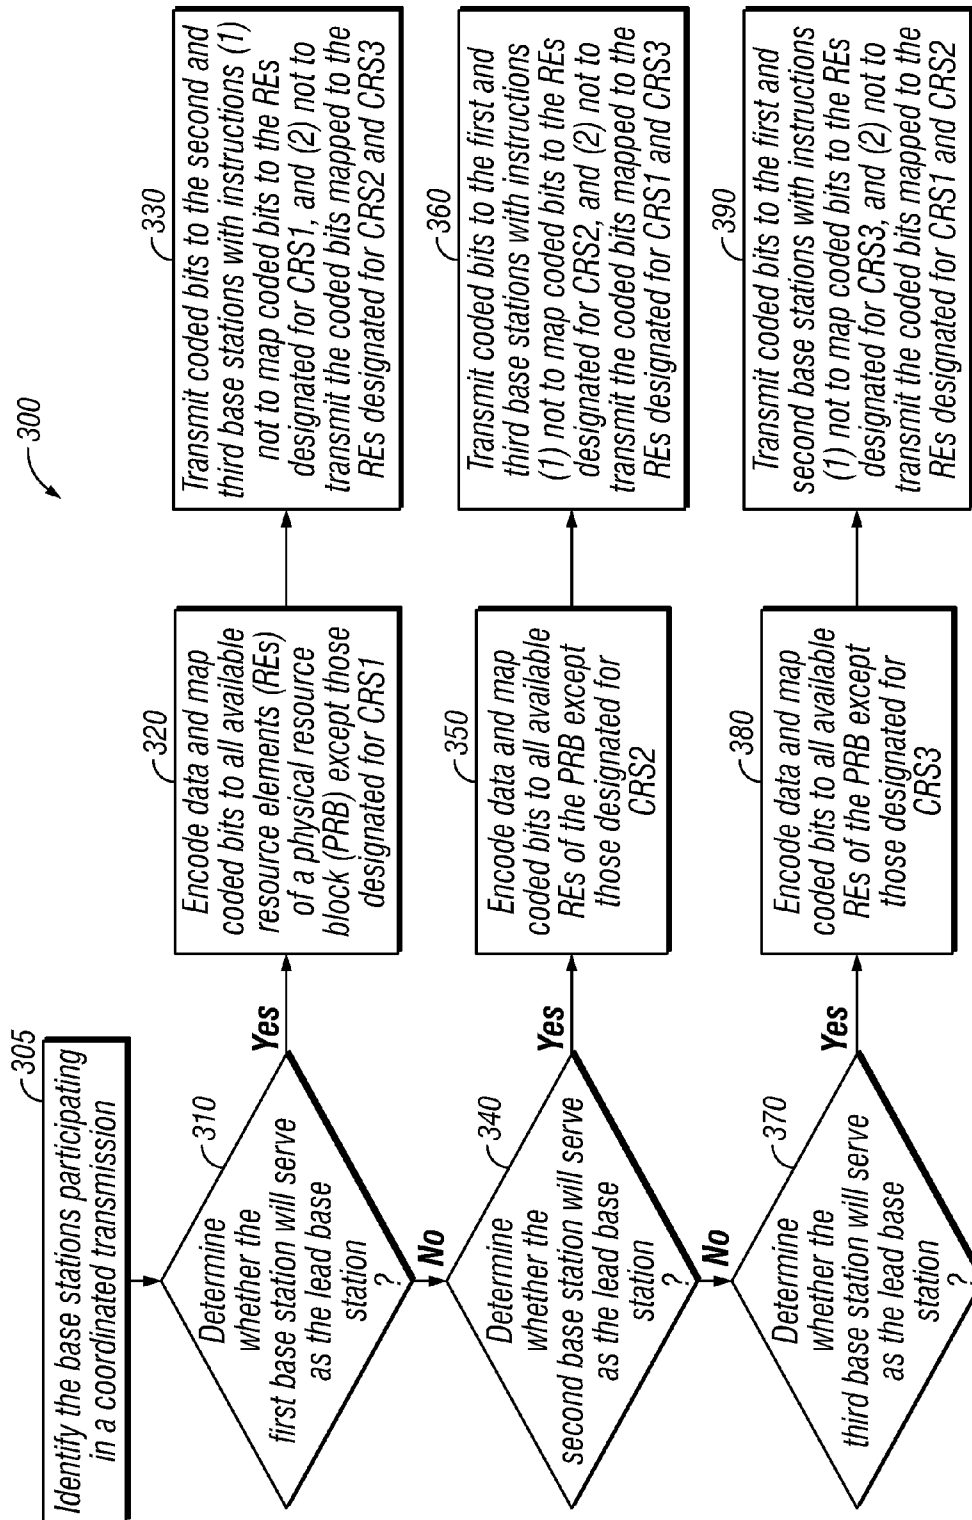 300
305
Identify the base stations participating
in a coordinated transmission
310
Determine
whether the
first base station will serve
as the lead base
station
?
Yes
No
320
Encode data and map
coded bits to all available
resource elements (REs)
of a physical resource
block (PRB) except those
designated for CRS1
330
Transmit coded bits to the second and
third base stations with instructions (1)
not to map coded bits to the REs
designated for CRS1, and (2) not to
transmit the coded bits mapped to the
REs designated for CRS2 and CRS3
340
Determine
whether the
second base station will serve
as the lead base
station
?
Yes
No
350
Encode data and map
coded bits to all available
REs of the PRB except
those designated for
CRS2
360
Transmit coded bits to the first and
third base stations with instructions
(1) not to map coded bits to the REs
designated for CRS2, and (2) not to
transmit the coded bits mapped to the
REs designated for CRS1 and CRS3
370
Determine
whether the
third base station will serve
as the lead base
station
?
Yes
380
Encode data and map
coded bits to all available
REs of the PRB except
those designated for
CRS3
390
Transmit coded bits to the first and
second base stations with instructions
(1) not to map coded bits to the REs
designated for CRS3, and (2) not to
transmit the coded bits mapped to the
REs designated for CRS1 and CRS2